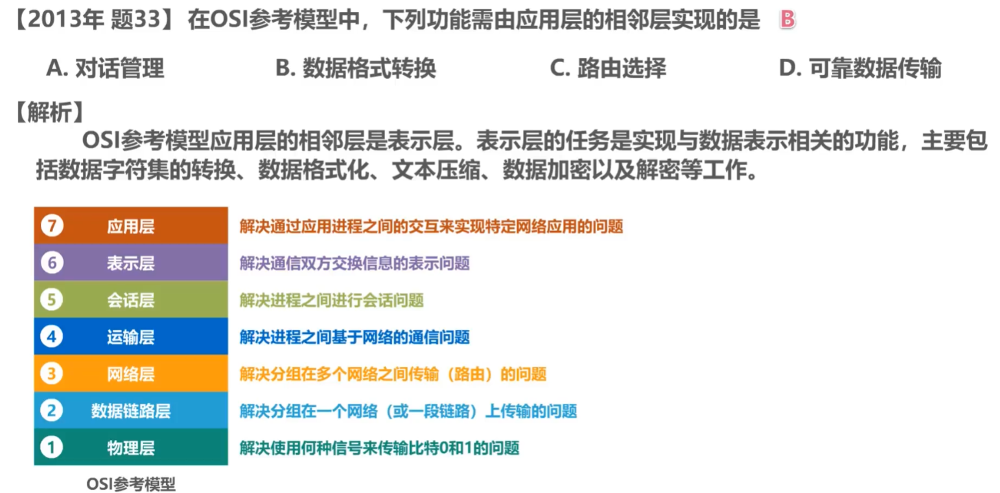 【2013年 题33】 在OSI参考模型中，下列功能需由应用层的相邻层实现的是 B
A. 对话管理 B. 数据格式转换 C. 路由选择 D. 可靠数据传输
【解析】
OSI参考模型应用层的相邻层是表示层。表示层的任务是实现与数据表示相关的功能，主要包
括数据字符集的转换、数据格式化、文本压缩、数据加密以及解密等工作。
7 应用层 解决通过应用进程之间的交互来实现特定网络应用的问题
6 表示层 解决通信双方交换信息的表示问题
5 会话层 解决进程之间进行会话问题
4 运输层 解决进程之间基于网络的通信问题
3 网络层 解决分组在多个网络之间传输（路由）的问题
2 数据链路层 解决分组在一个网络（或一段链路）上传输的问题
1 物理层 解决使用何种信号来传输比特0和1的问题
OSI参考模型